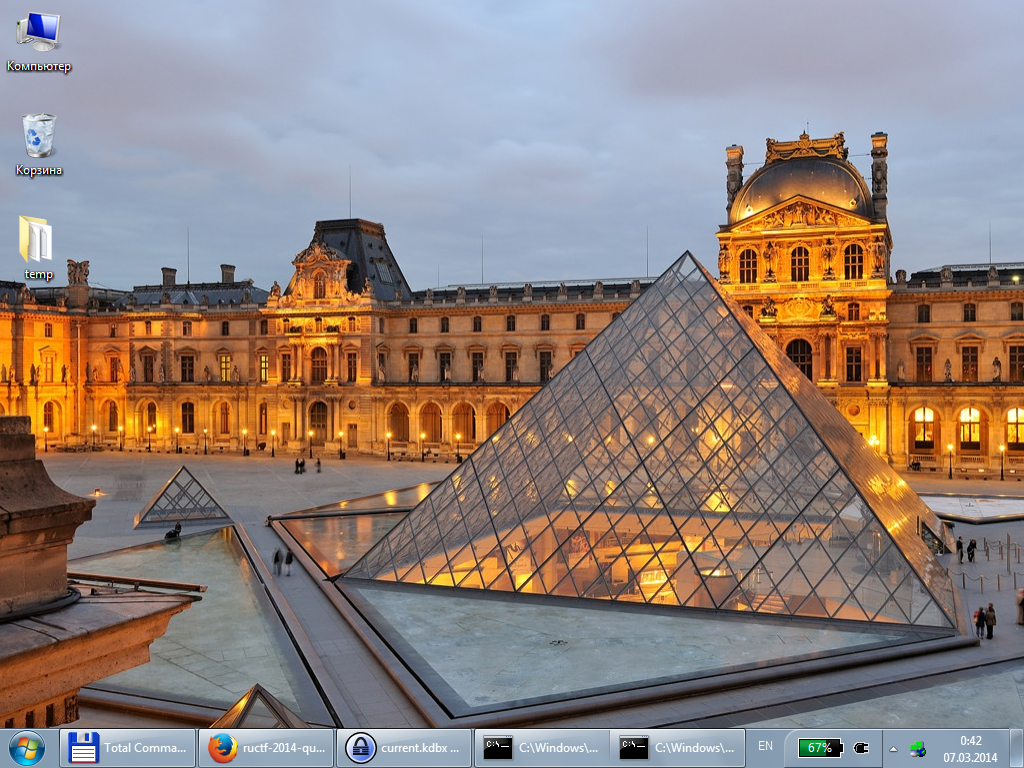 Компьютер
Корзина
temp
Total Comma...
ructf-2014-qu...
current.kdbx ...
C:\Windows\...
C:\Windows\...
EN
67%
0:42
07.03.2014